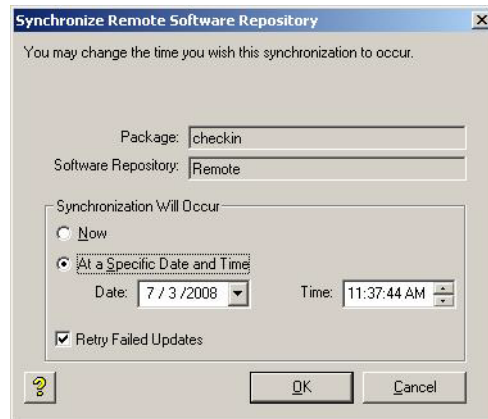 Synchronize Remote Software Repository
You may change the time you wish this synchronization to occur.
Package: checkin
Software Repository: Remote
Synchronization Will Occur
Now
At a Specific Date and Time
Date: 7 / 3 /2008 Time: 11:37:44 AM
Retry Failed Updates
OK Cancel